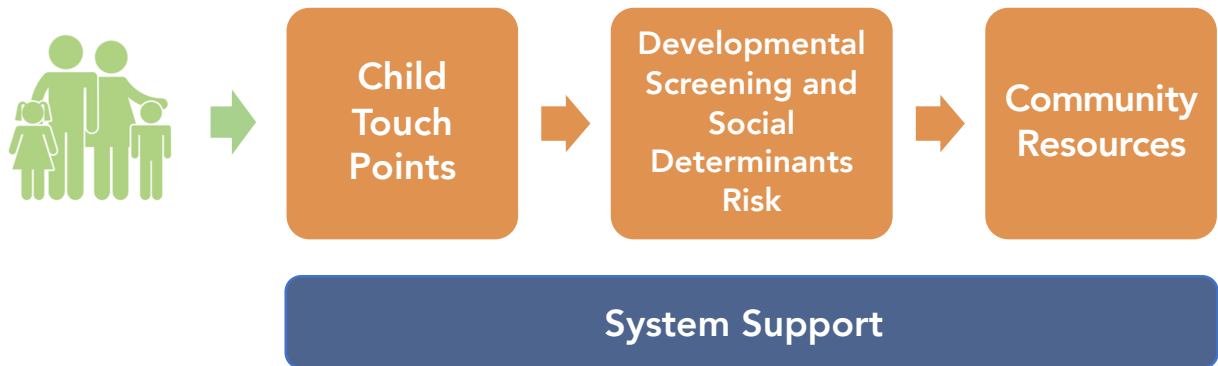 Child
Touch
Points
Developmental
Screening and
Social
Determinants
Risk
Community
Resources
System Support